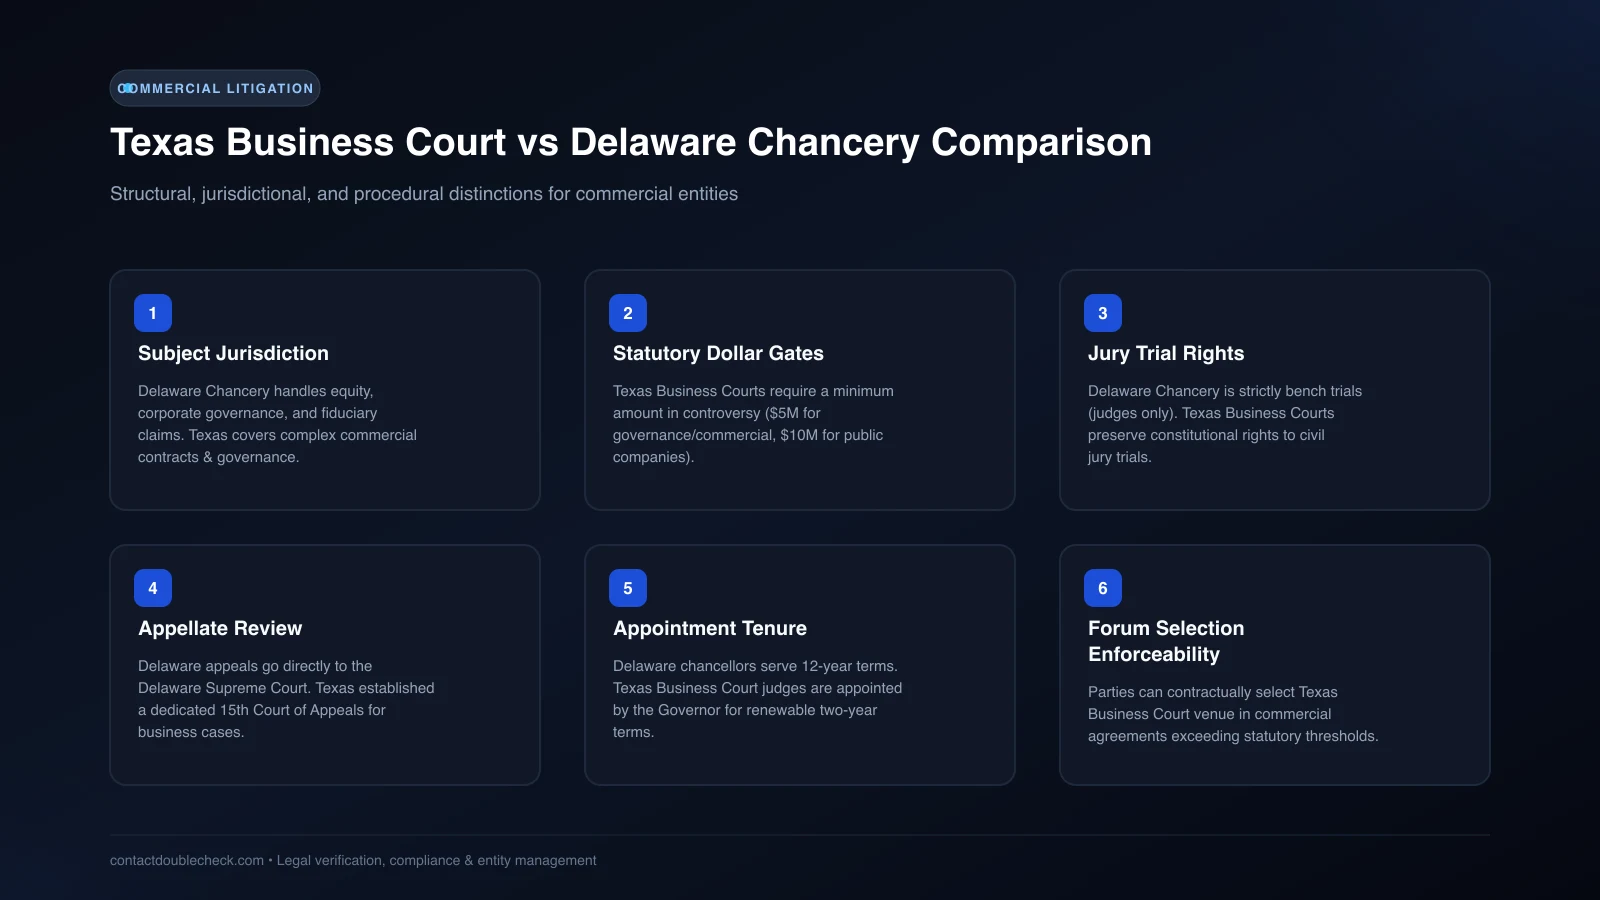 COMMERCIAL LITIGATION
Texas Business Court vs Delaware Chancery Comparison
Structural, jurisdictional, and procedural distinctions for commercial entities
1
Subject Jurisdiction
Delaware Chancery handles equity,
corporate governance, and fiduciary
claims. Texas covers complex commercial
contracts & governance.
2
Statutory Dollar Gates
Texas Business Courts require a minimum
amount in controversy ($5M for
governance/commercial, $10M for public
companies).
3
Jury Trial Rights
Delaware Chancery is strictly bench trials
(judges only). Texas Business Courts
preserve constitutional rights to civil
jury trials.
4
Appellate Review
Delaware appeals go directly to the
Delaware Supreme Court. Texas established
a dedicated 15th Court of Appeals for
business cases.
5
Appointment Tenure
Delaware chancellors serve 12-year terms.
Texas Business Court judges are appointed
by the Governor for renewable two-year
terms.
6
Forum Selection
Enforceability
Parties can contractually select Texas
Business Court venue in commercial
agreements exceeding statutory thresholds.
contactdoublecheck.com • Legal verification, compliance & entity management